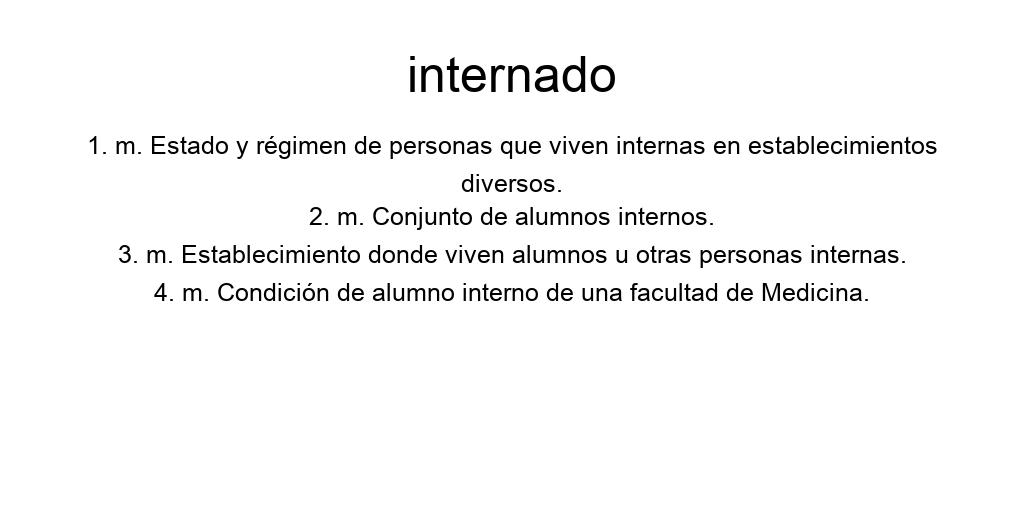 internado
1. m. Estado y régimen de personas que viven internas en establecimientos
diversos.
2. m. Conjunto de alumnos internos.
3. m. Establecimiento donde viven alumnos u otras personas internas.
4. m. Condición de alumno interno de una facultad de Medicina.